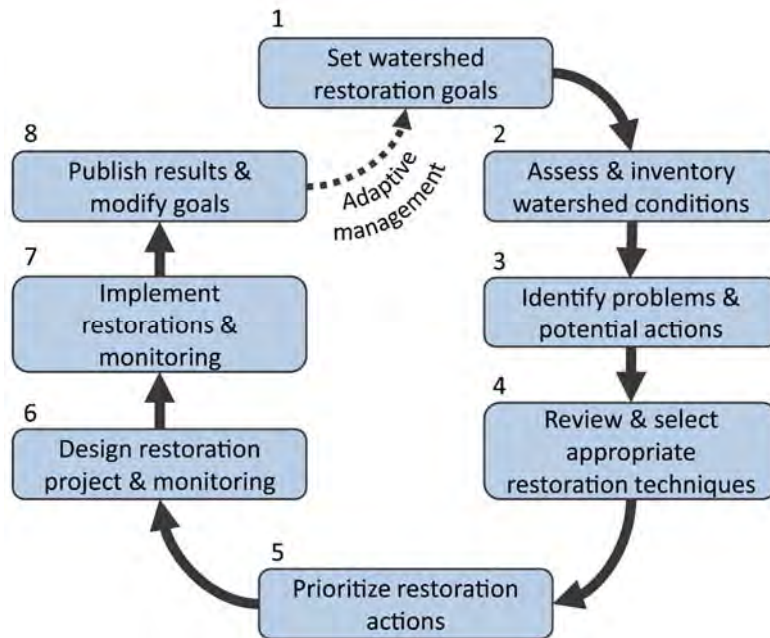 1
Set watershed
restoration goals
2
Assess & inventory
watershed conditions
3
Identify problems &
potential actions
4
Review & select
appropriate
restoration techniques
5
Prioritize restoration
actions
6
Design restoration
project & monitoring
7
Implement
restorations &
monitoring
8
Publish results &
modify goals
Adaptive
management